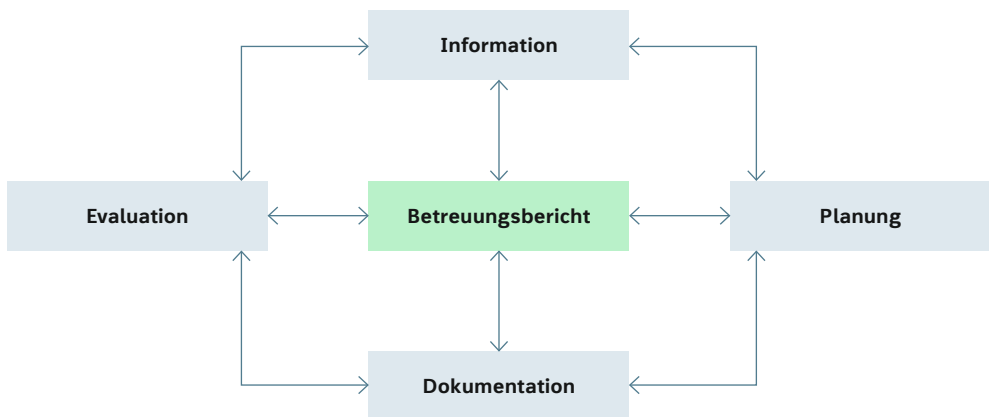 Information
Evaluation
Betreuungsbericht
Planung
Dokumentation